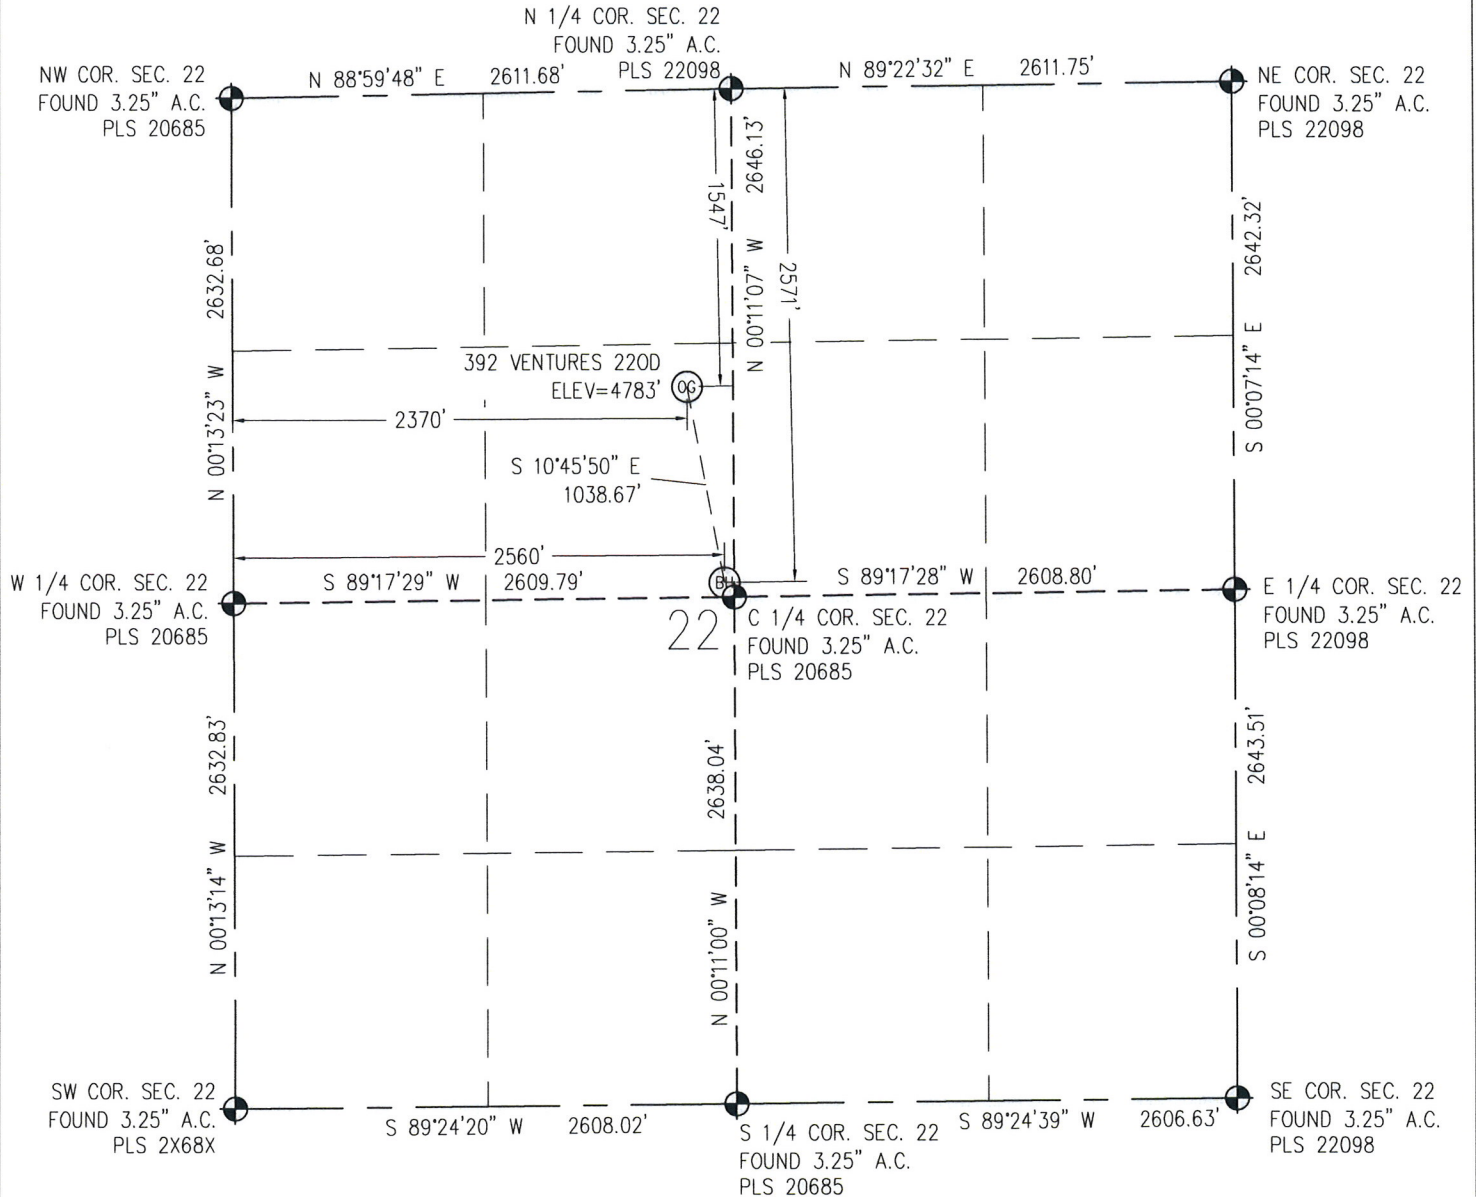 N 1/4 COR. SEC. 22
FOUND 3.25" A.C.
PLS 22098
NW COR. SEC. 22
FOUND 3.25" A.C.
PLS 20685
N 88°59'48" E 2611.68'
N 89°22'32" E 2611.75'
NE COR. SEC. 22
FOUND 3.25" A.C.
PLS 22098
N 00°13'23" W 2632.68'
1547'
N 00°11'07" W 2646.13'
2571'
S 00°07'14" E 2642.32'
392 VENTURES 220D
ELEV=4783'
OG
2370'
S 10°45'50" E
1038.67'
2560'
W 1/4 COR. SEC. 22
FOUND 3.25" A.C.
PLS 20685
S 89°17'29" W 2609.79'
BH
S 89°17'28" W 2608.80'
E 1/4 COR. SEC. 22
FOUND 3.25" A.C.
PLS 22098
22
C 1/4 COR. SEC. 22
FOUND 3.25" A.C.
PLS 20685
N 00°13'14" W 2632.83'
N 00°11'00" W 2638.04'
S 00°08'14" E 2643.51'
SW COR. SEC. 22
FOUND 3.25" A.C.
PLS 2X68X
S 89°24'20" W 2608.02'
S 1/4 COR. SEC. 22
FOUND 3.25" A.C.
PLS 20685
S 89°24'39" W 2606.63'
SE COR. SEC. 22
FOUND 3.25" A.C.
PLS 22098